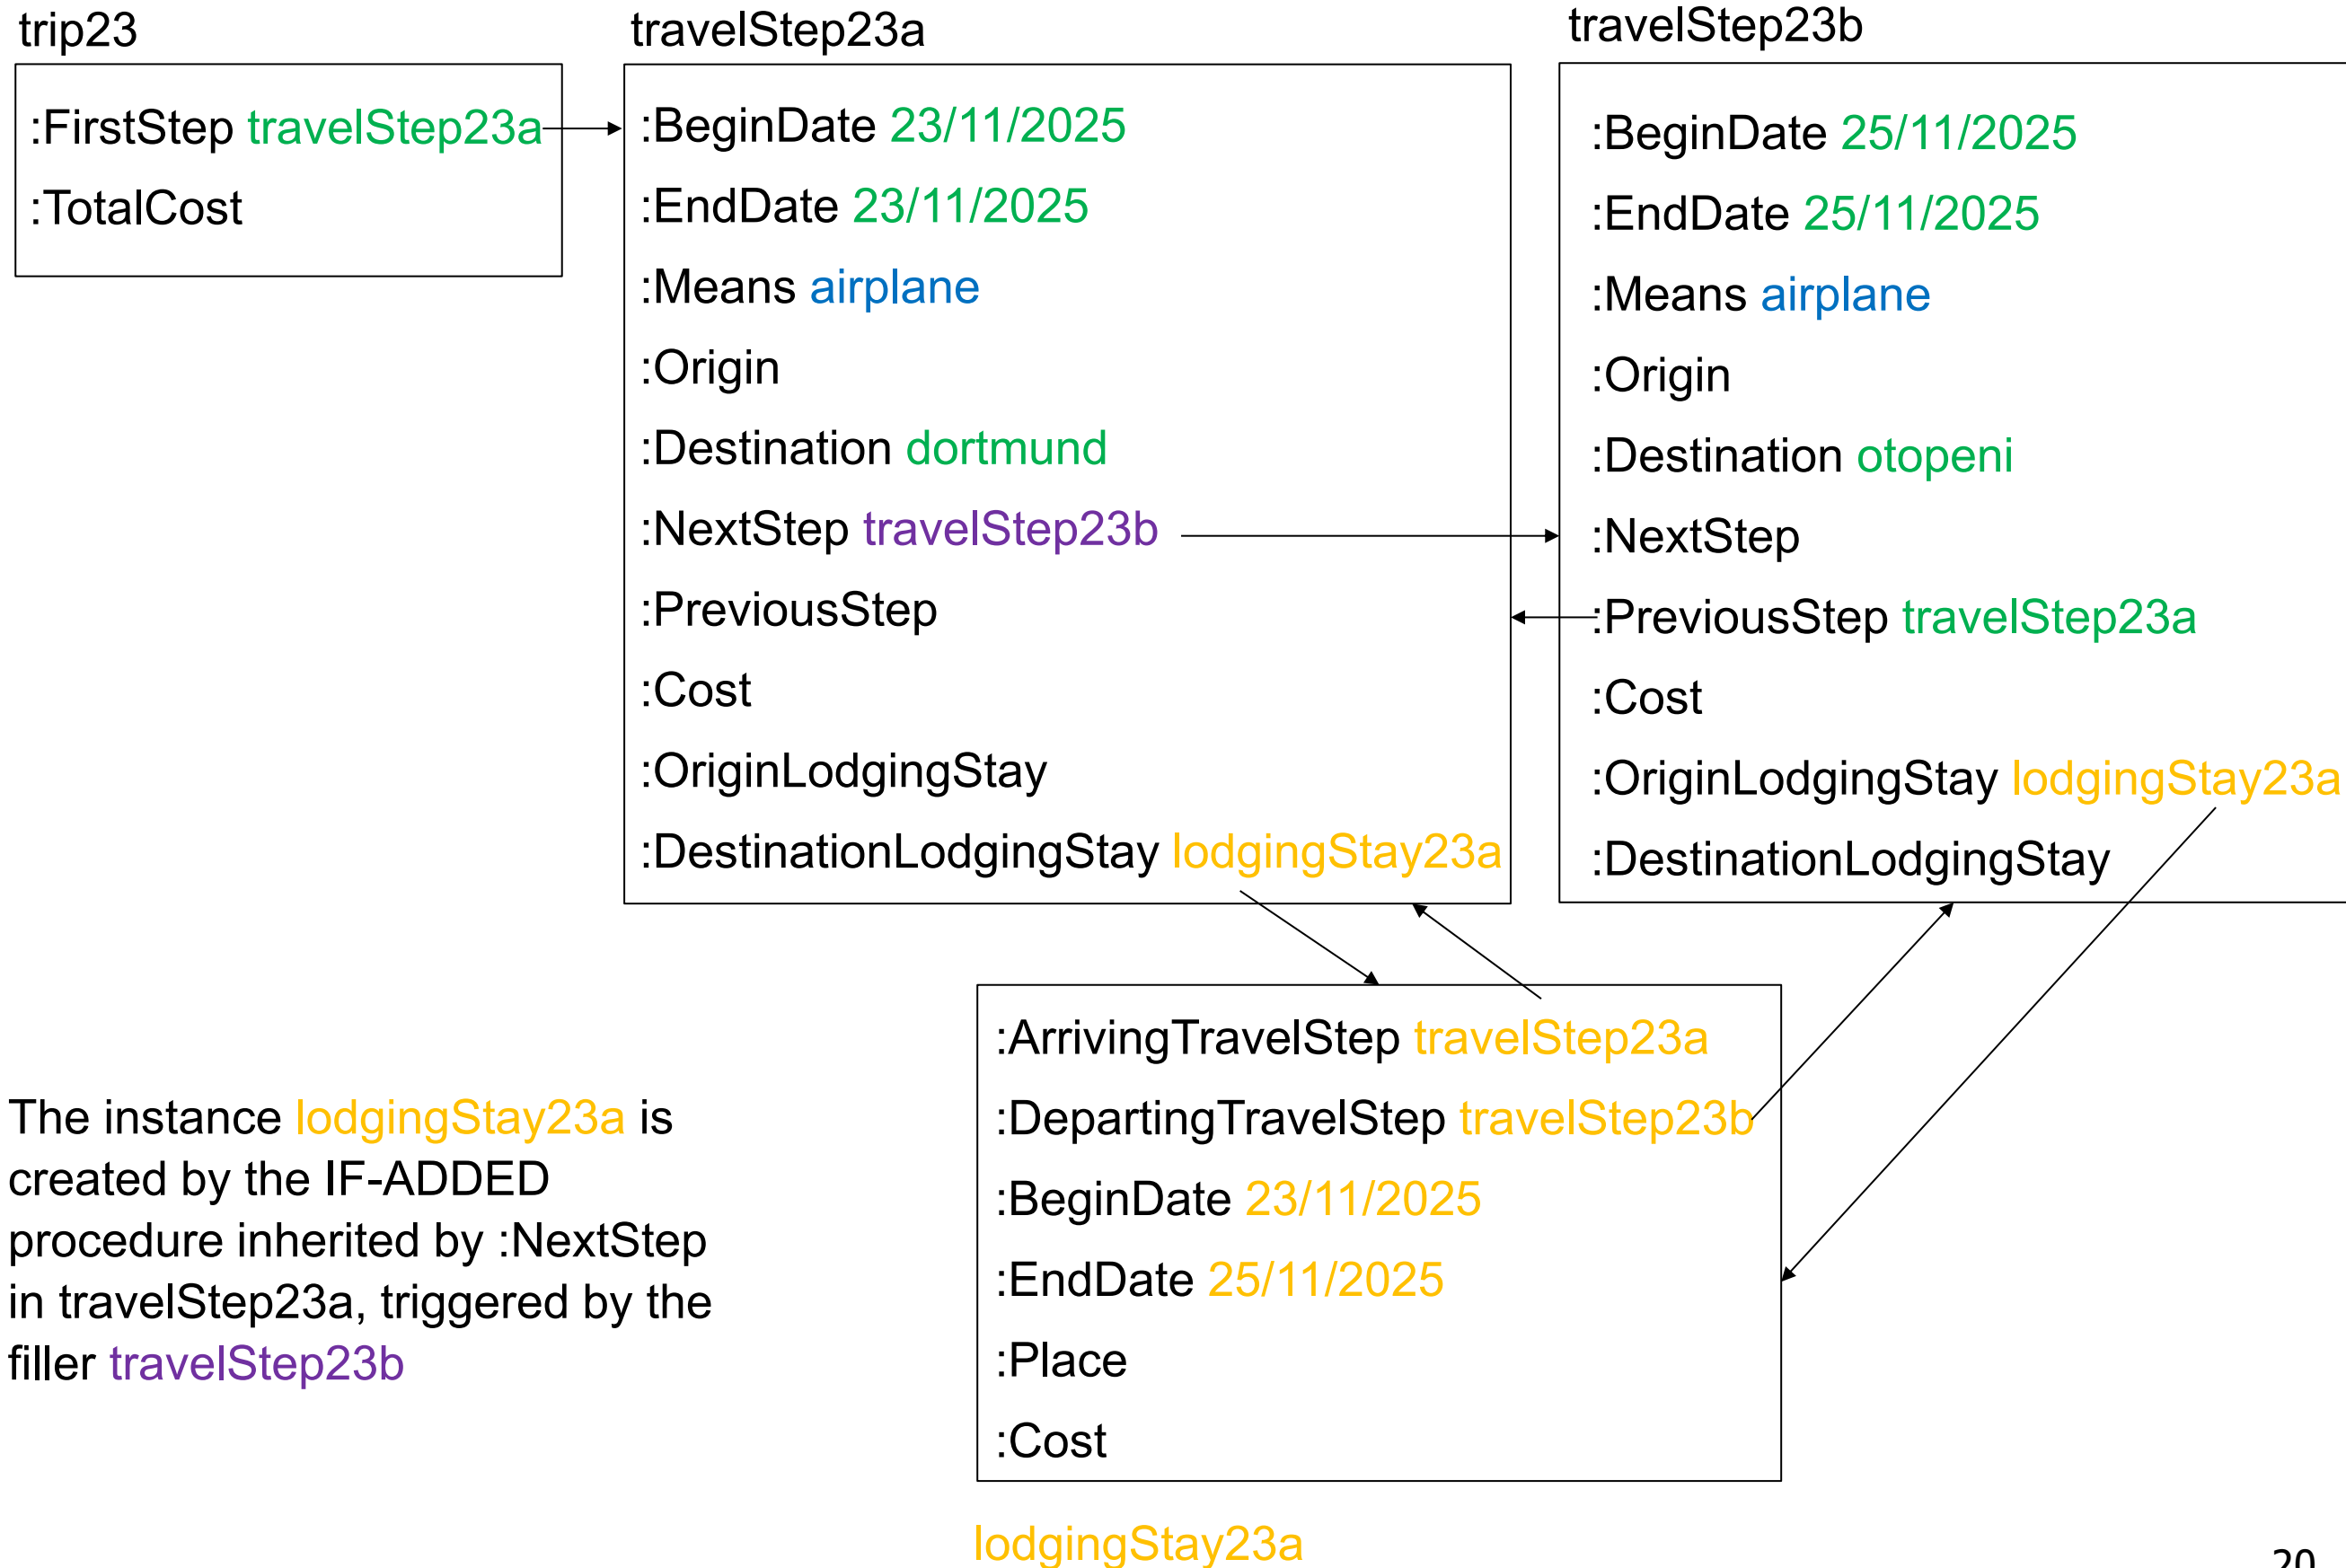 trip23
:FirstStep travelStep23a
:TotalCost
travelStep23a
:BeginDate 23/11/2025
:EndDate 23/11/2025
:Means airplane
:Origin
:Destination dortmund
:NextStep travelStep23b
:PreviousStep
:Cost
:OriginLodgingStay
:DestinationLodgingStay lodgingStay23a
travelStep23b
:BeginDate 25/11/2025
:EndDate 25/11/2025
:Means airplane
:Origin
:Destination otopeni
:NextStep
:PreviousStep travelStep23a
:Cost
:OriginLodgingStay lodgingStay23a
:DestinationLodgingStay
:ArrivingTravelStep travelStep23a
:DepartingTravelStep travelStep23b
:BeginDate 23/11/2025
:EndDate 25/11/2025
:Place
:Cost
lodgingStay23a
The instance lodgingStay23a is
created by the IF-ADDED
procedure inherited by :NextStep
in travelStep23a, triggered by the
filler travelStep23b
20